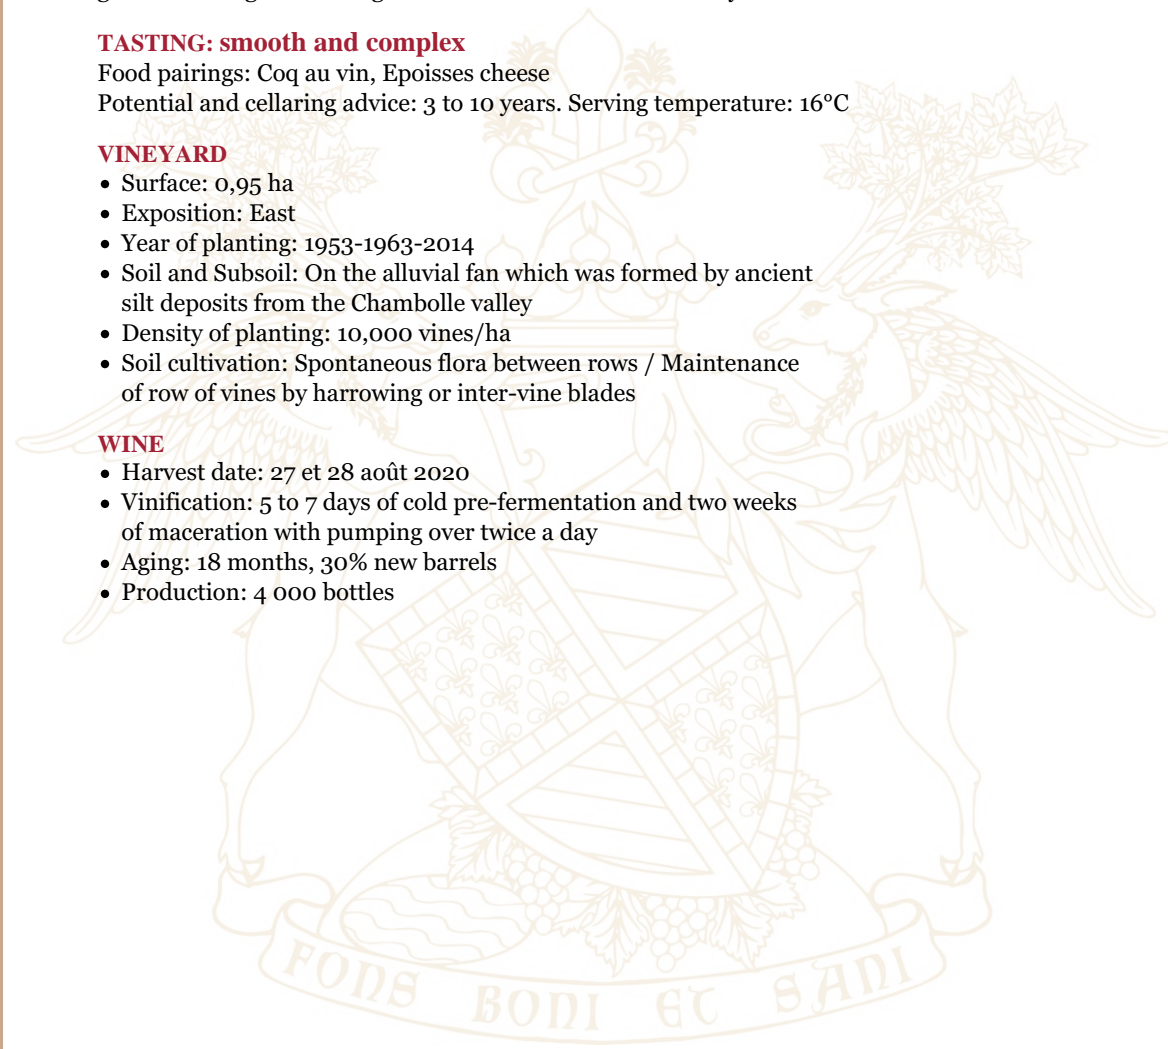 TASTING: smooth and complex
Food pairings: Coq au vin, Epoisses cheese
Potential and cellaring advice: 3 to 10 years. Serving temperature: 16°C
VINEYARD
• Surface: 0,95 ha
• Exposition: East
• Year of planting: 1953-1963-2014
• Soil and Subsoil: On the alluvial fan which was formed by ancient
silt deposits from the Chambolle valley
• Density of planting: 10,000 vines/ha
• Soil cultivation: Spontaneous flora between rows / Maintenance
of row of vines by harrowing or inter-vine blades
WINE
• Harvest date: 27 et 28 août 2020
• Vinification: 5 to 7 days of cold pre-fermentation and two weeks
of maceration with pumping over twice a day
• Aging: 18 months, 30% new barrels
• Production: 4 000 bottles
FONS BONI ET SANI